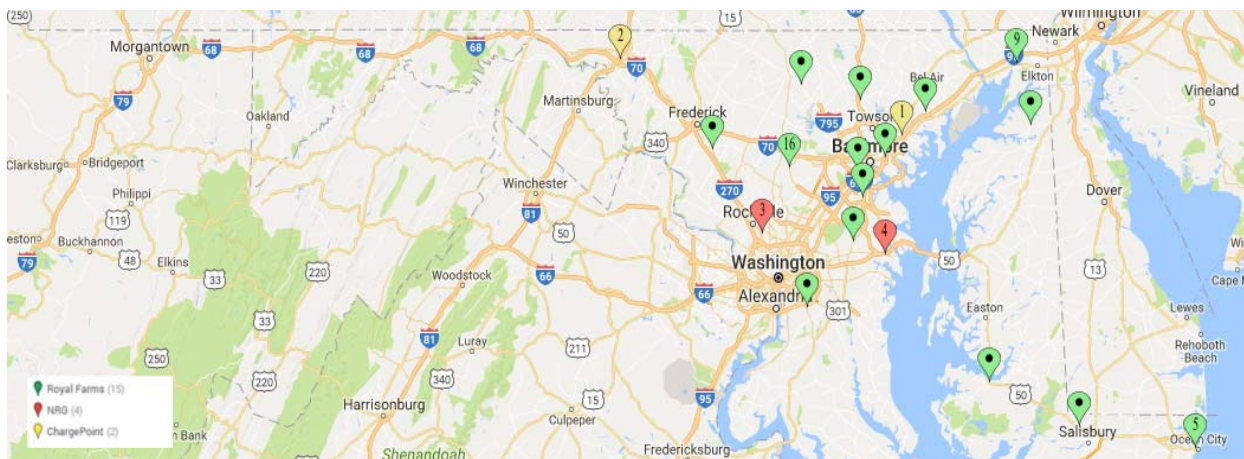 250
Morgantown
68
68
68
15
83
Wilmington
Newark
95
Elkton
9
2
70
Vineland
79
Oakland
Martinsburg
Frederick
795
Towson
Bel Air
1
340
70
16
Baltimore
Clarksburg
Bridgeport
Philippi
119
Winchester
270
95
Dover
81
Rockville
3
4
Buckhannon
48
50
50
79
Elkins
33
220
66
Washington
13
Woodstock
66
Alexandria
301
Easton
Lewes
33
Rehoboth
Beach
81
Luray
211
250
220
340
95
50
Royal Farms (15)
NRG (4)
ChargePoint (2)
Harrisonburg
Culpeper
15
Salisbury
5
Ocean City
Shenandoah
Fredericksburg